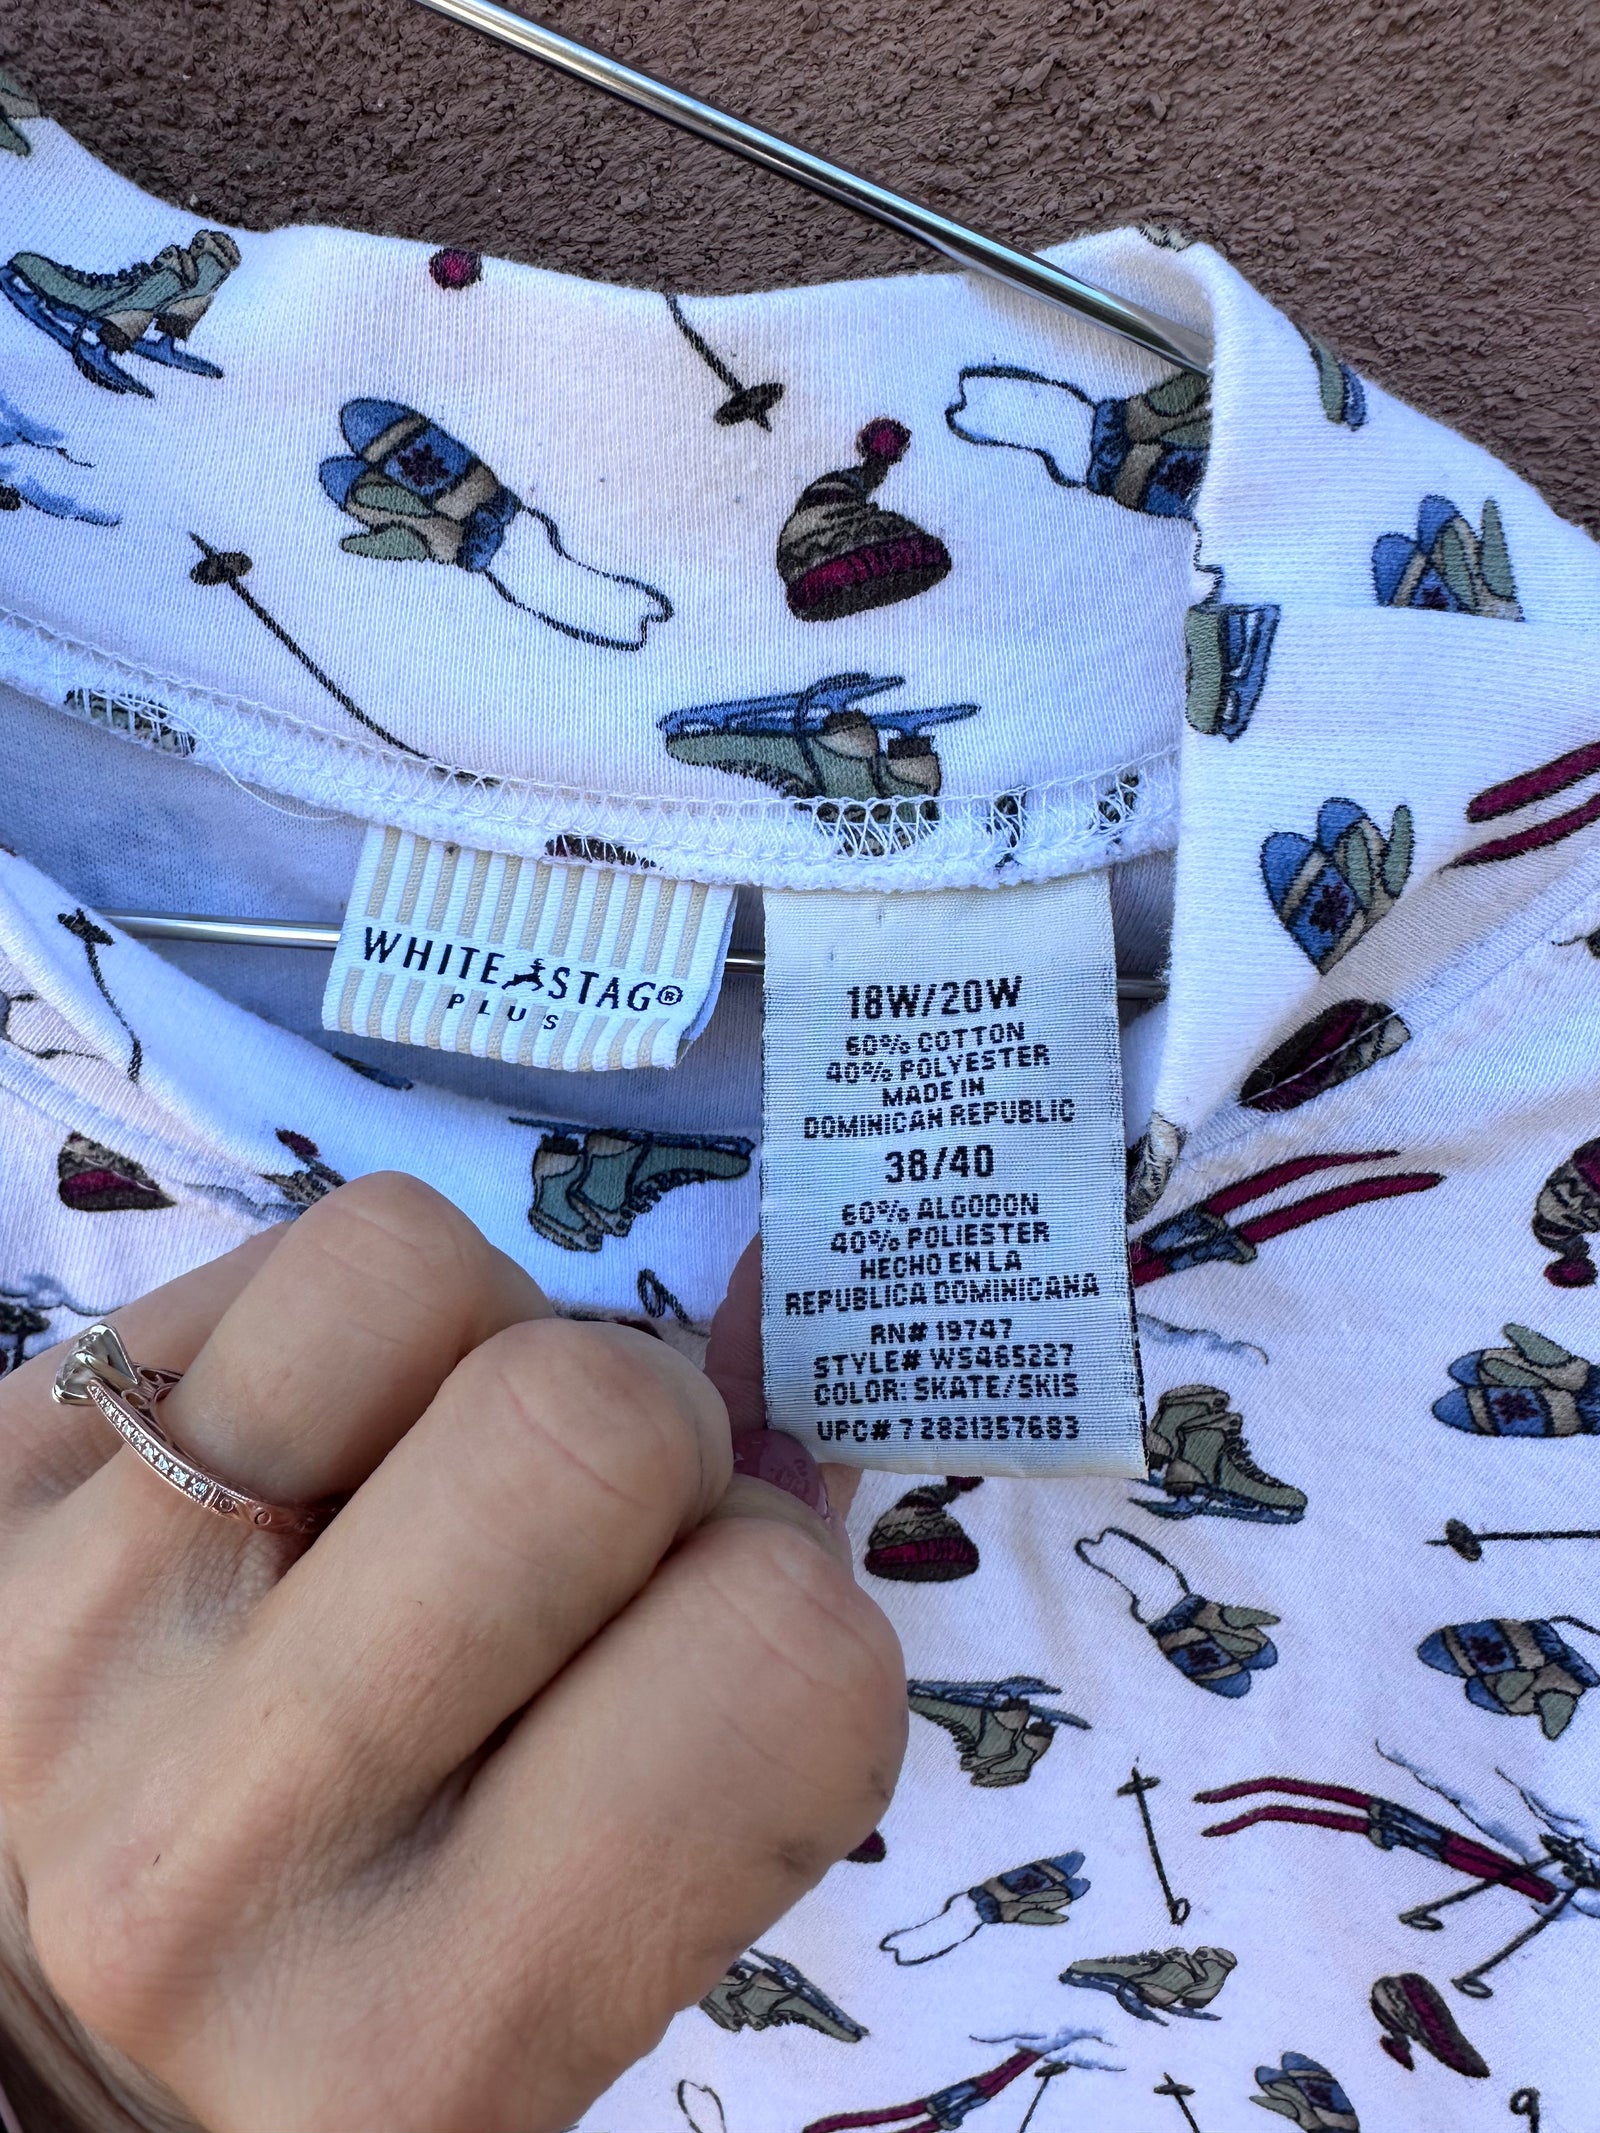 WHITE STAG®
PLUS
18W/20W
60% COTTON
40% POLYESTER
MADE IN
DOMINICAN REPUBLIC
38/40
60% ALGODON
40% POLIESTER
HECHO EN LA
REPUBLICA DOMINICANA
RN# 19747
STYLE# WS465227
COLOR: SKATE/SKIS
UPC# 7 2821357683